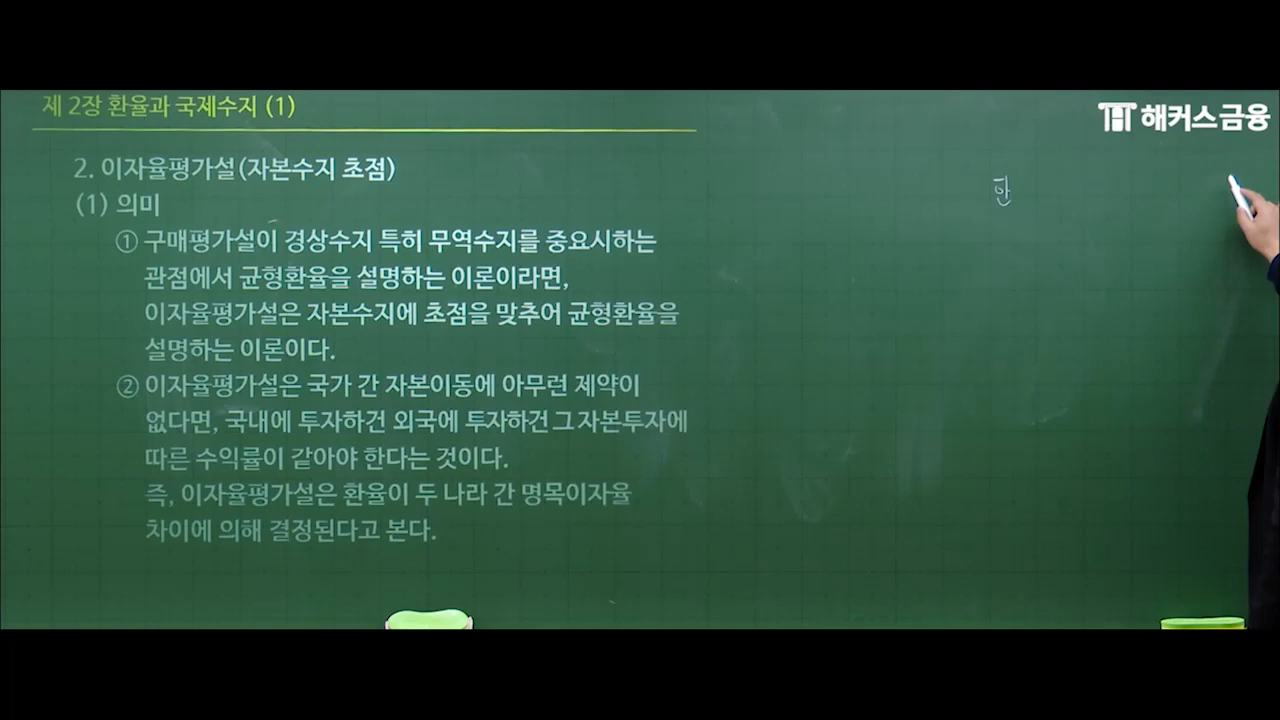 제 2장 환율과 국제수지 (1)
해커스금융
2. 이자율평가설(자본수지 초점)
(1) 의미
한
① 구매평가설이 경상수지 특히 무역수지를 중요시하는
관점에서 균형환율을 설명하는 이론이라면,
이자율평가설은 자본수지에 초점을 맞추어 균형환율을
설명하는 이론이다.
② 이자율평가설은 국가 간 자본이동에 아무런 제약이
없다면, 국내에 투자하건 외국에 투자하건 그 자본투자에
따른 수익률이 같아야 한다는 것이다.
즉, 이자율평가설은 환율이 두 나라 간 명목이자율
차이에 의해 결정된다고 본다.